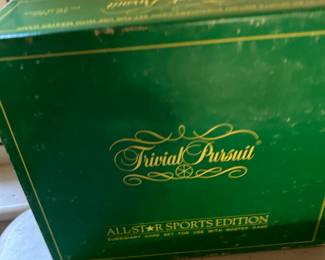 Trivial Pursuit
ALL★STAR SPORTS EDITION
SUBSIDIARY CARD SET FOR USE WITH MASTER GAME